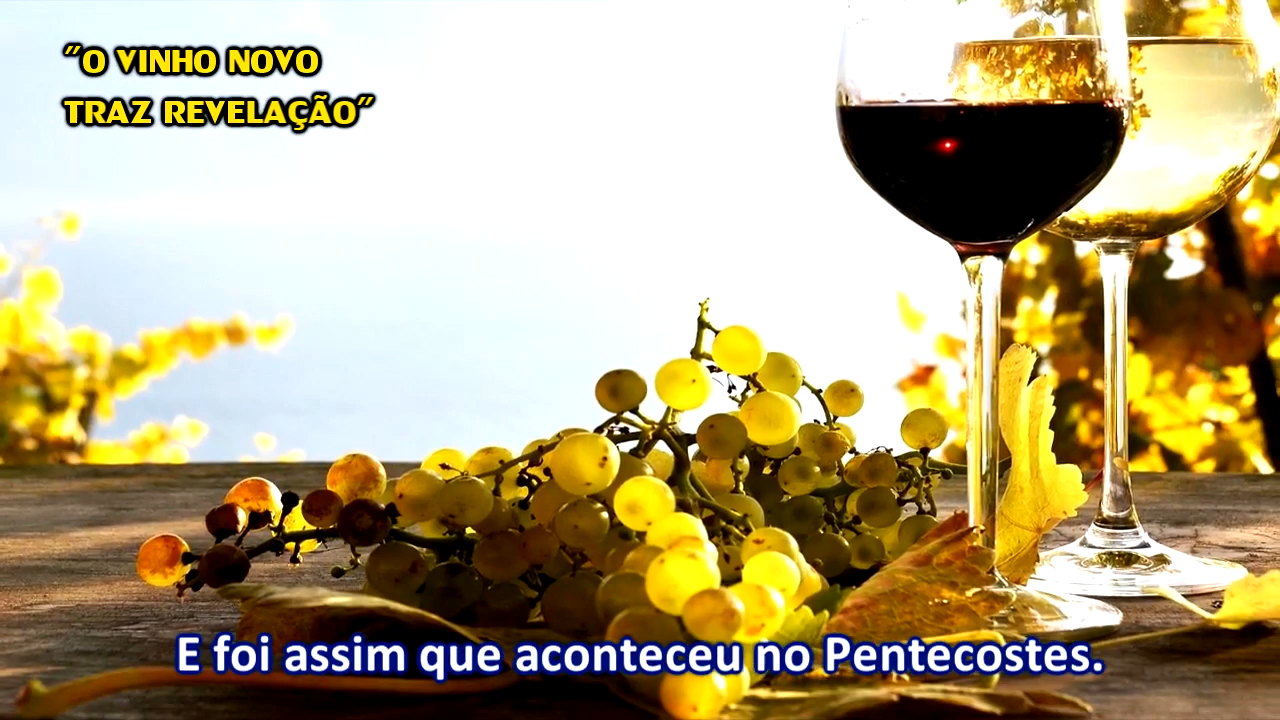 "O VINHO NOVO
TRAZ REVELAÇÃO"
E foi assim que aconteceu no Pentecostes.